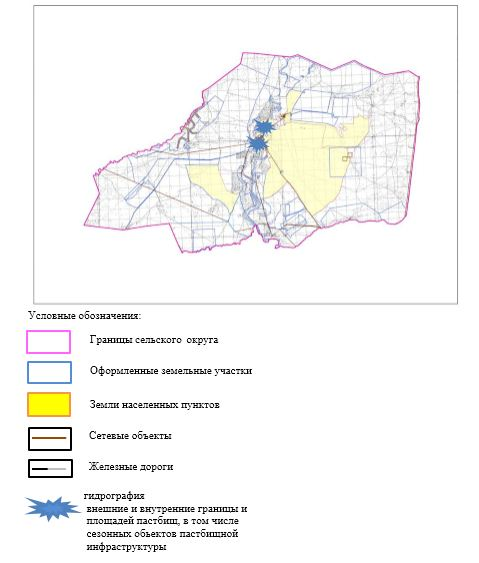 Условные обозначения:
Границы сельского округа
Оформленные земельные участки
Земли населенных пунктов
Сетевые объекты
Железные дороги
гидрография
внешние и внутренние границы и
площадей пастбищ, в том числе
сезонных объектов пастбищной
инфраструктуры